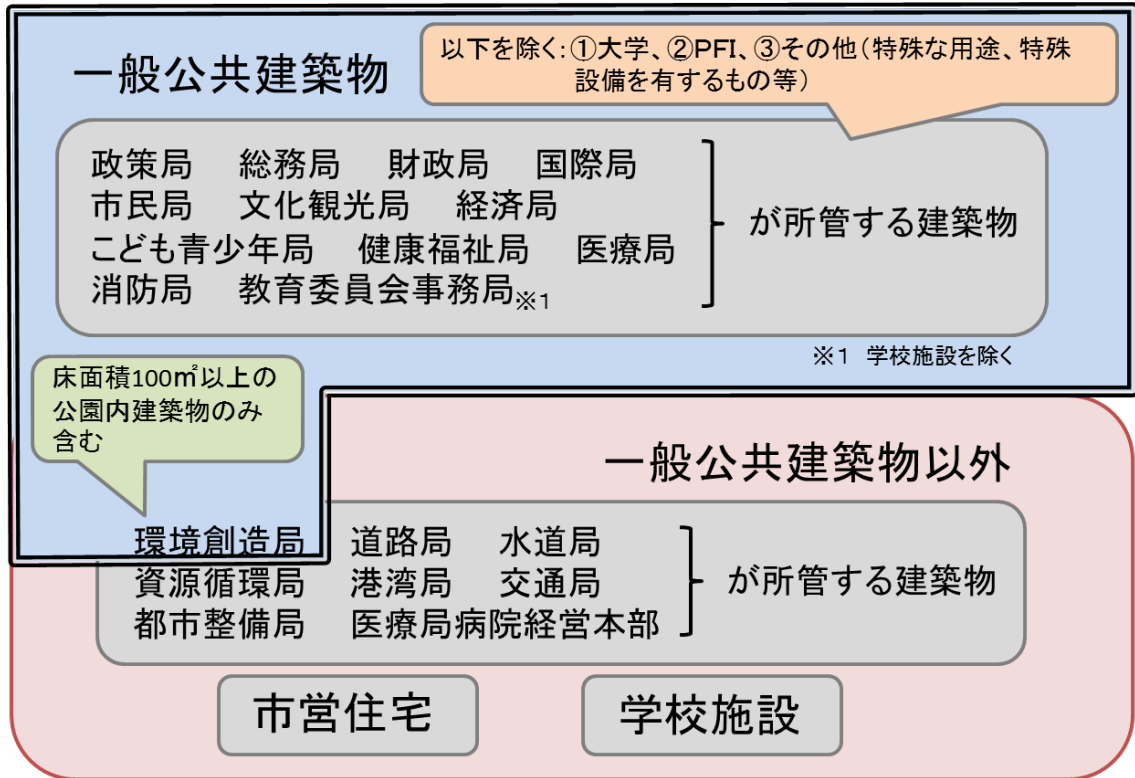 一般公共建築物
以下を除く:①大学、②PFI、③その他(特殊な用途、特殊
設備を有するもの等)
政策局 総務局 財政局 国際局
市民局 文化観光局 経済局
こども青少年局 健康福祉局 医療局
消防局 教育委員会事務局※1
が所管する建築物
※1 学校施設を除く
床面積100㎡以上の
公園内建築物のみ
含む
一般公共建築物以外
環境創造局 道路局 水道局
資源循環局 港湾局 交通局
都市整備局 医療局病院経営本部
が所管する建築物
市営住宅
学校施設